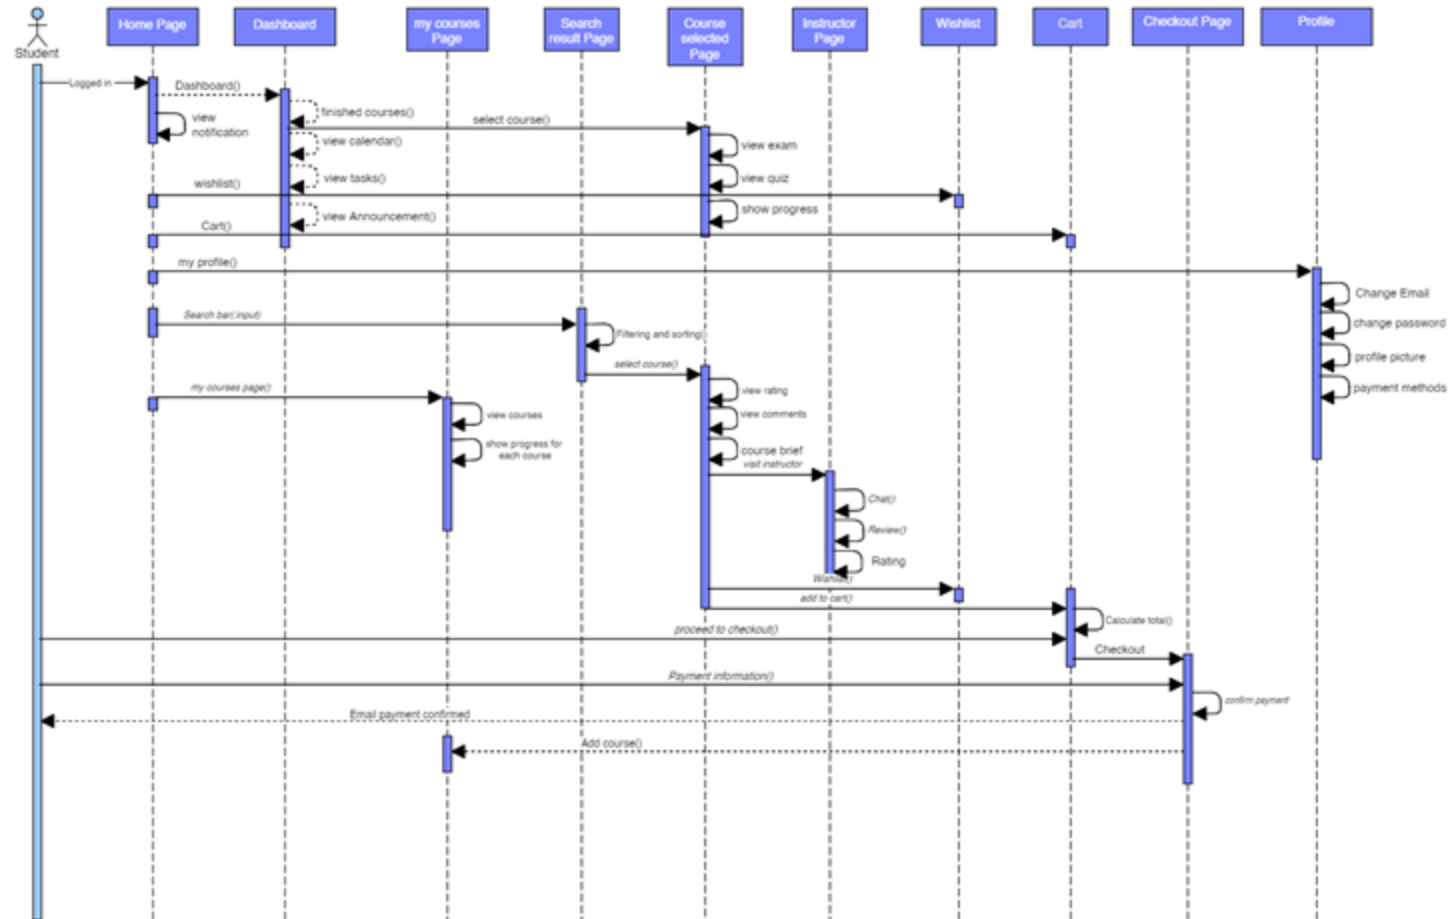 Home Page
Dashboard
my courses
Page
Search
result Page
Course
selected
Page
Instructor
Page
Wishlist
Cart
Checkout Page
Profile
Student
Logged in
Dashboard()
view
notification
finished courses()
select course()
view calendar()
view exam
view tasks()
view quiz
wishlist()
show progress
view Announcement()
Cart()
my profile()
Change Email
Search bar(:input)
change password
Filtering and sorting()
profile picture
select course()
my courses page()
view rating
payment methods
view courses
view comments
show progress for
each course
course brief
visit instructor
Chat()
Review()
Rating
Wishlist()
add to cart()
Calculate total()
proceed to checkout()
Checkout
Payment information()
confirm payment
Email payment confirmed
Add course()